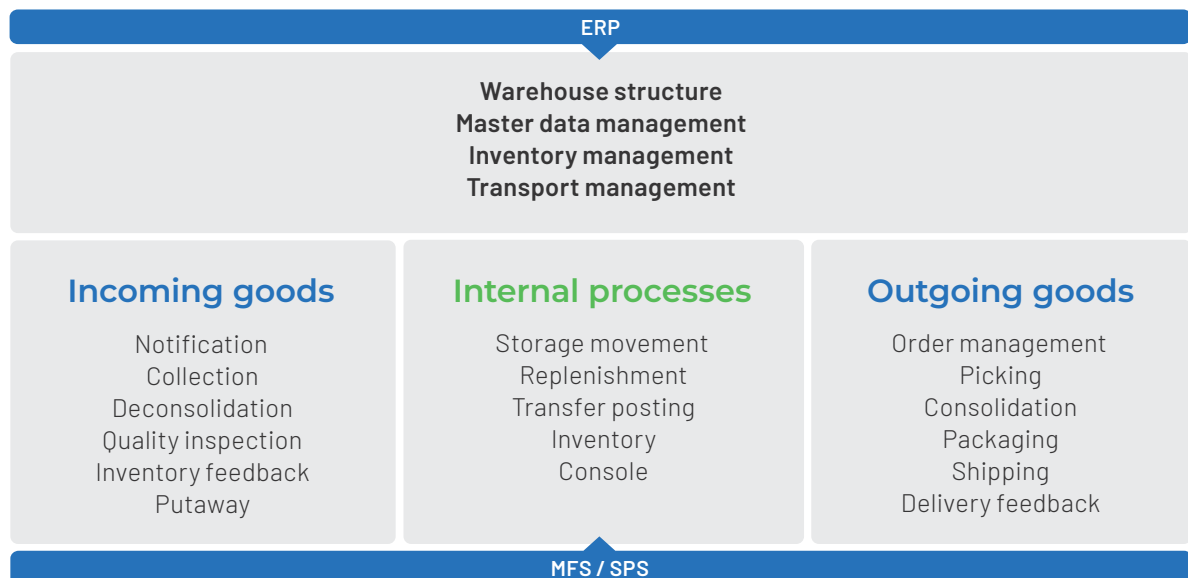 ERP
Warehouse structure
Master data management
Inventory management
Transport management
Incoming goods
Notification
Collection
Deconsolidation
Quality inspection
Inventory feedback
Putaway
Internal processes
Storage movement
Replenishment
Transfer posting
Inventory
Console
Outgoing goods
Order management
Picking
Consolidation
Packaging
Shipping
Delivery feedback
MFS / SPS